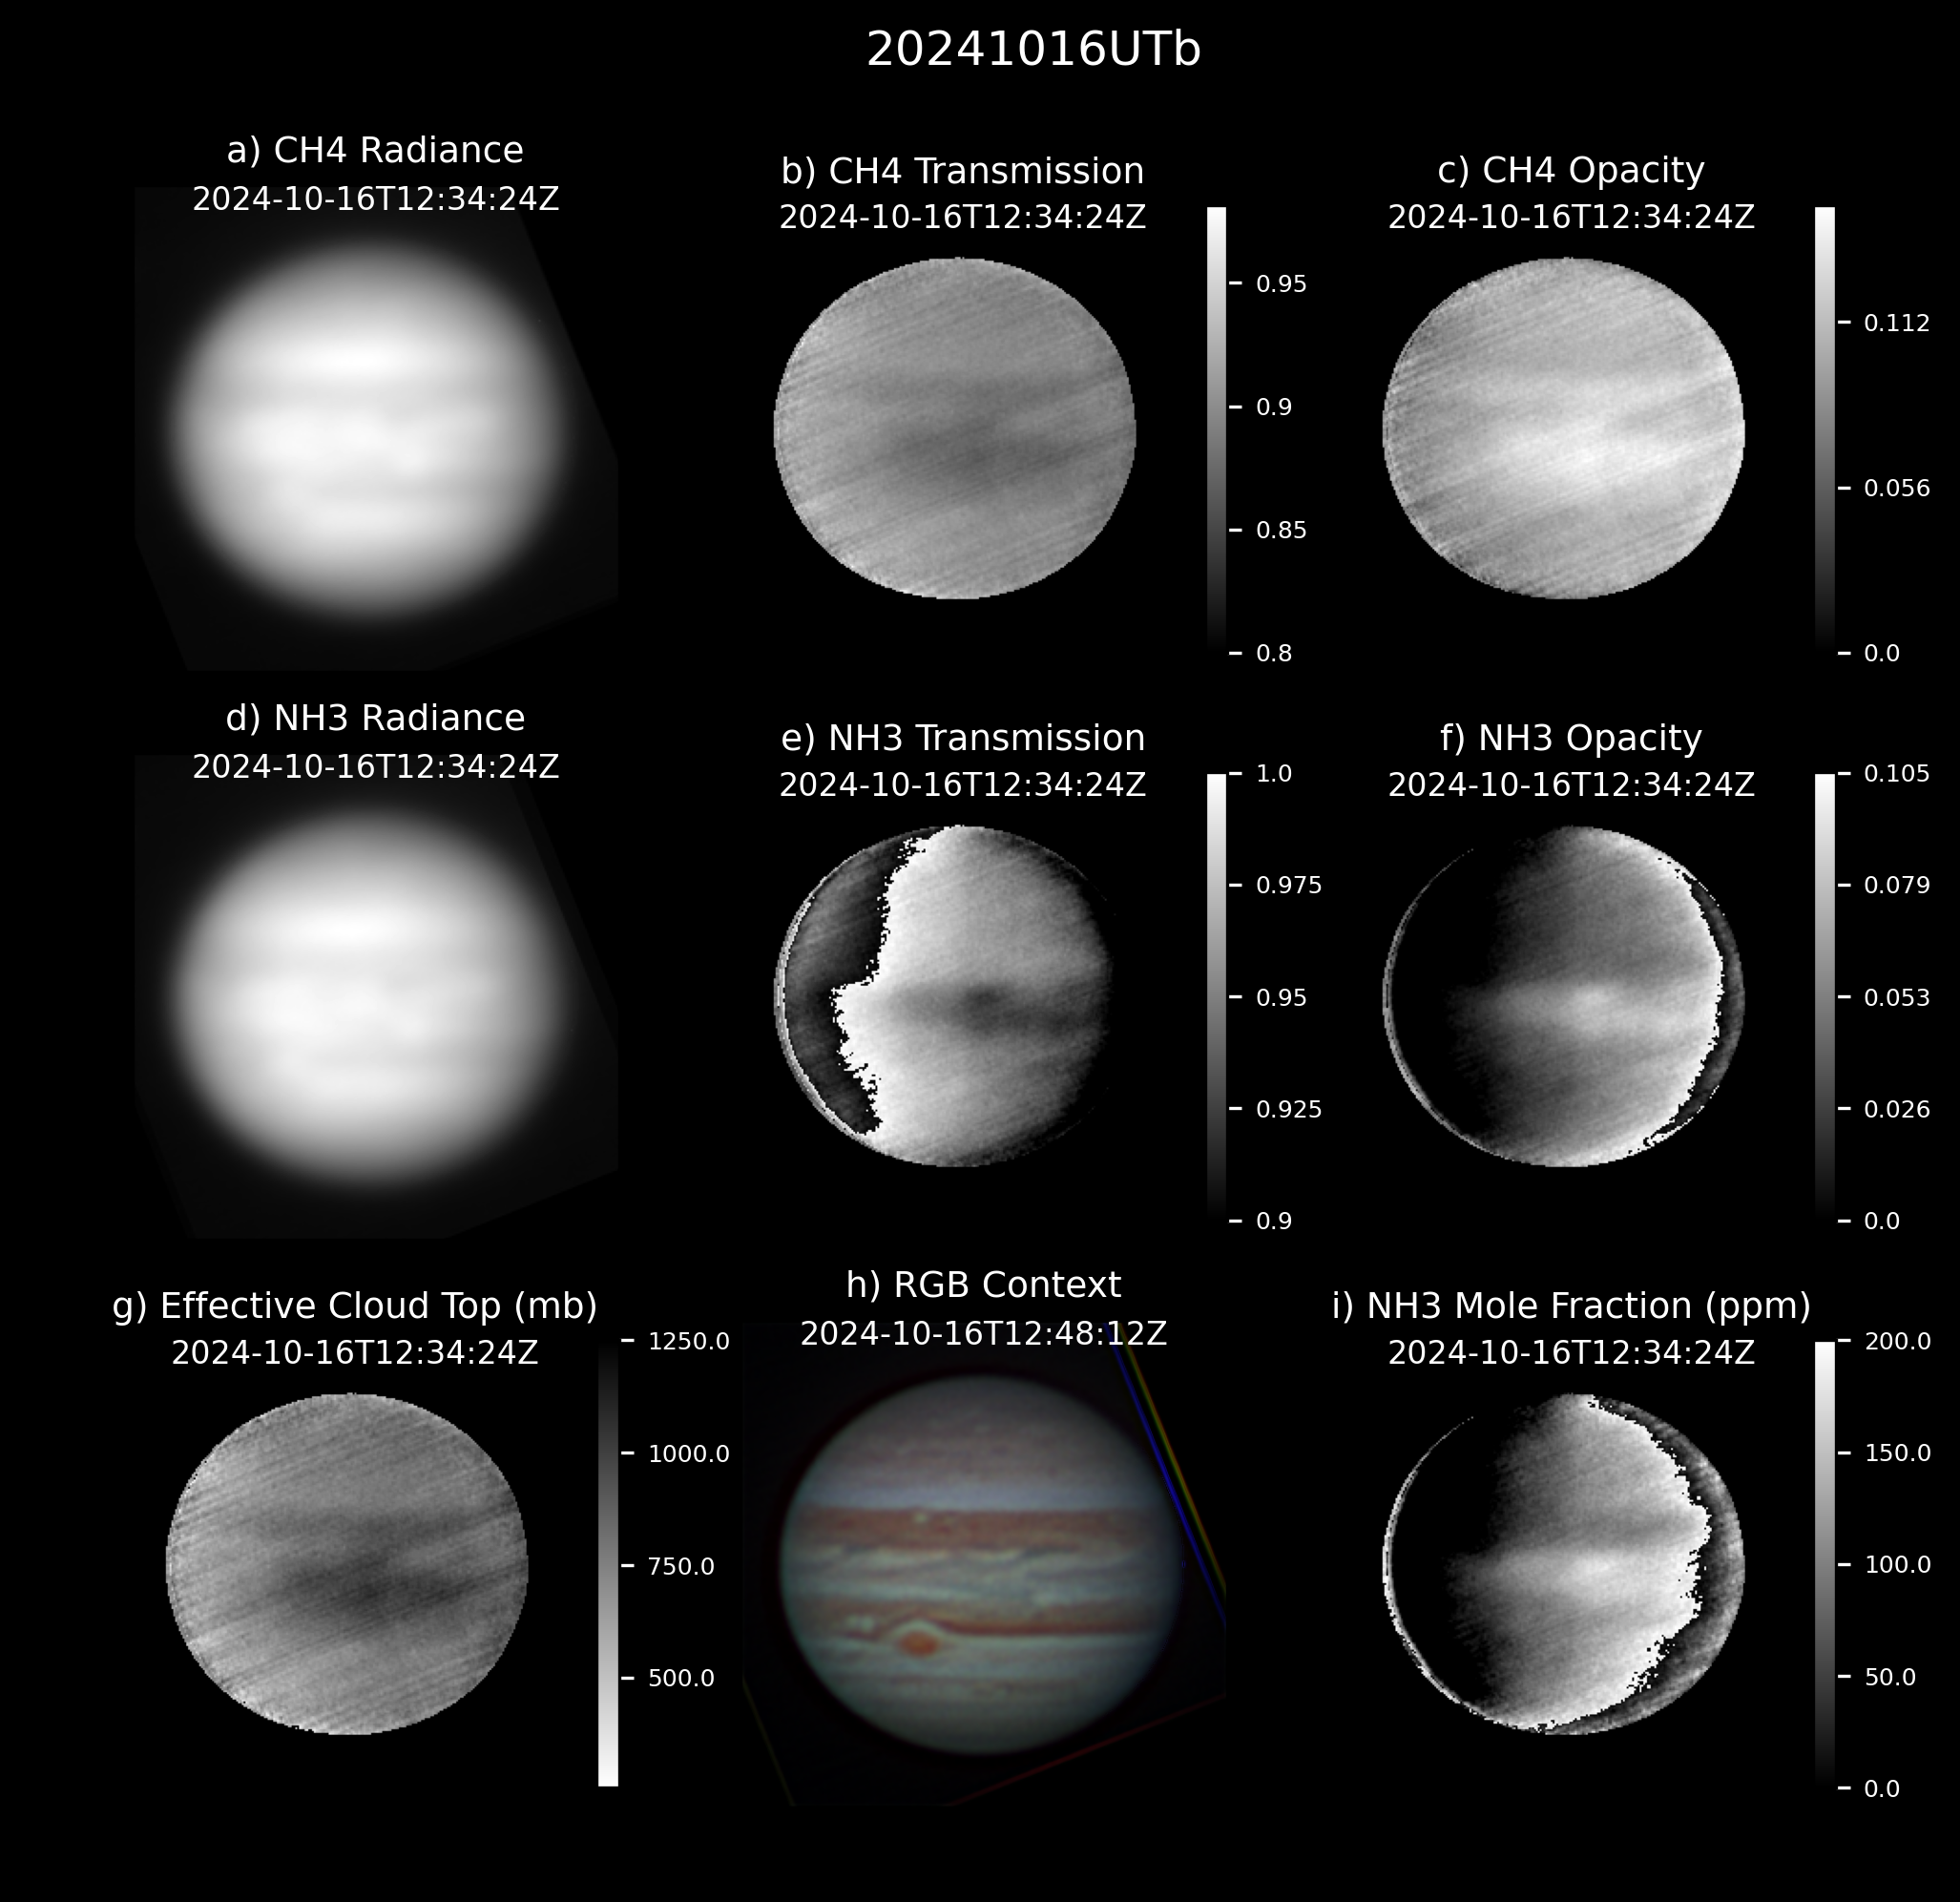 20241016UTb
a) CH4 Radiance
2024-10-16T12:34:24Z
b) CH4 Transmission
2024-10-16T12:34:24Z
0.95
0.9
0.85
0.8
c) CH4 Opacity
2024-10-16T12:34:24Z
0.112
0.056
0.0
d) NH3 Radiance
2024-10-16T12:34:24Z
e) NH3 Transmission
2024-10-16T12:34:24Z
1.0
0.975
0.95
0.925
0.9
f) NH3 Opacity
2024-10-16T12:34:24Z
0.105
0.079
0.053
0.026
0.0
g) Effective Cloud Top (mb)
2024-10-16T12:34:24Z
1250.0
1000.0
750.0
500.0
h) RGB Context
2024-10-16T12:48:12Z
i) NH3 Mole Fraction (ppm)
2024-10-16T12:34:24Z
200.0
150.0
100.0
50.0
0.0